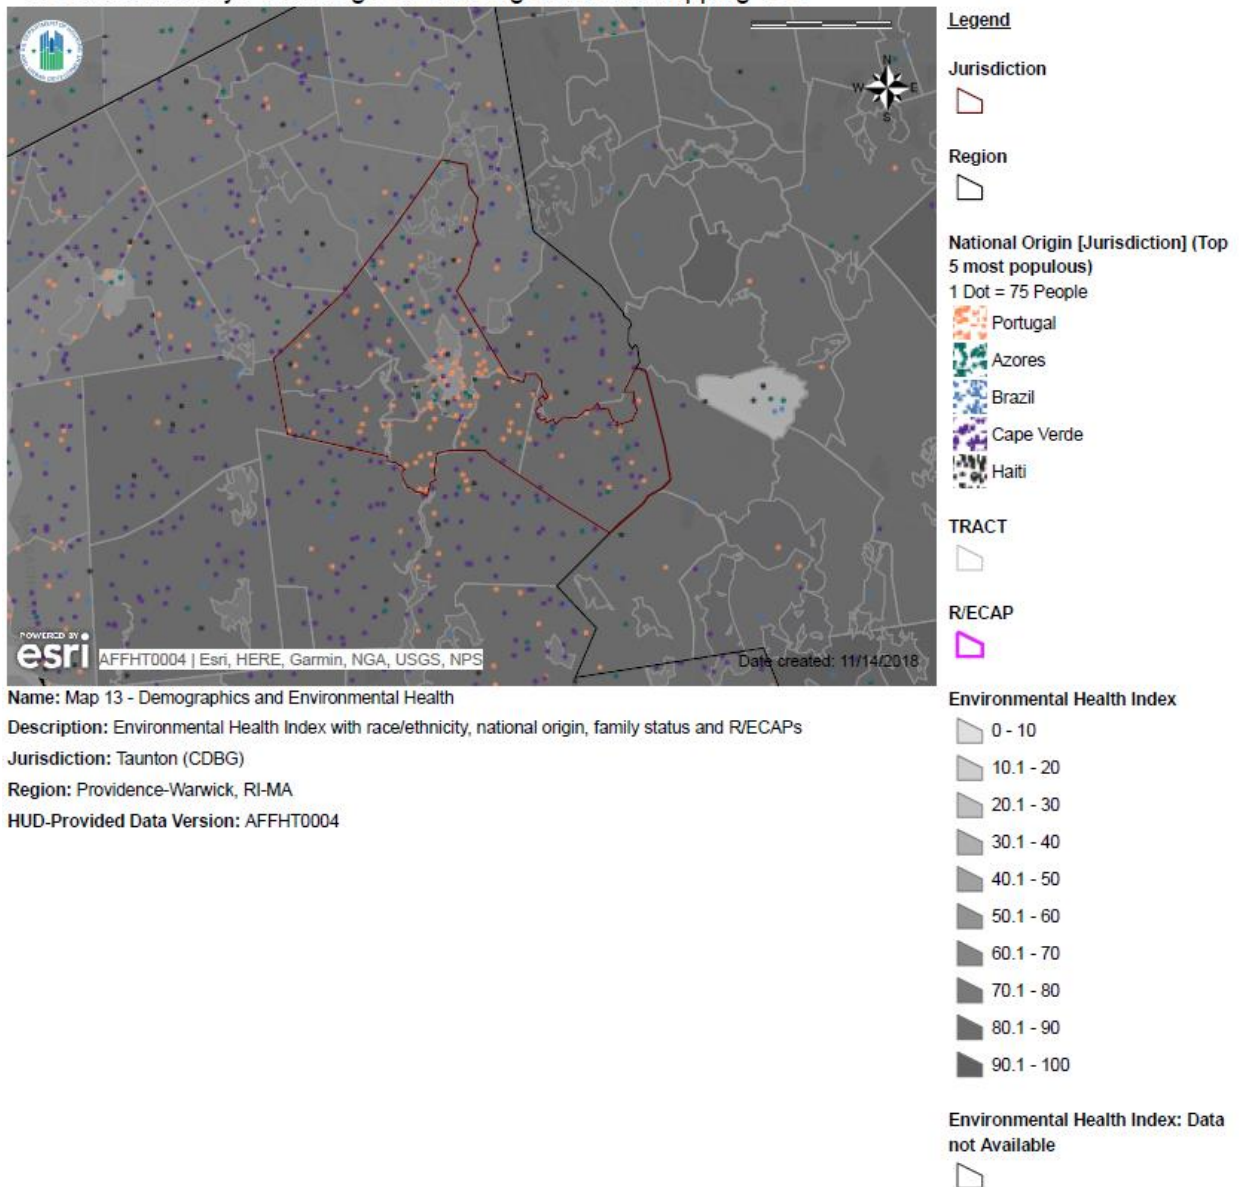 Legend
Jurisdiction
Region
National Origin [Jurisdiction] (Top
5 most populous)
1 Dot = 75 People
Portugal
Azores
Brazil
Cape Verde
Haiti
TRACT
R/ECAP
Environmental Health Index
0 - 10
10.1 - 20
20.1 - 30
30.1 - 40
40.1 - 50
50.1 - 60
60.1 - 70
70.1 - 80
80.1 - 90
90.1 - 100
Environmental Health Index: Data
not Available
N
W E
S
POWERED BY
esri
AFFHT0004 | Esri, HERE, Garmin, NGA, USGS, NPS
Date created: 11/14/2018
Name: Map 13 - Demographics and Environmental Health
Description: Environmental Health Index with race/ethnicity, national origin, family status and R/ECAPs
Jurisdiction: Taunton (CDBG)
Region: Providence-Warwick, RI-MA
HUD-Provided Data Version: AFFHT0004